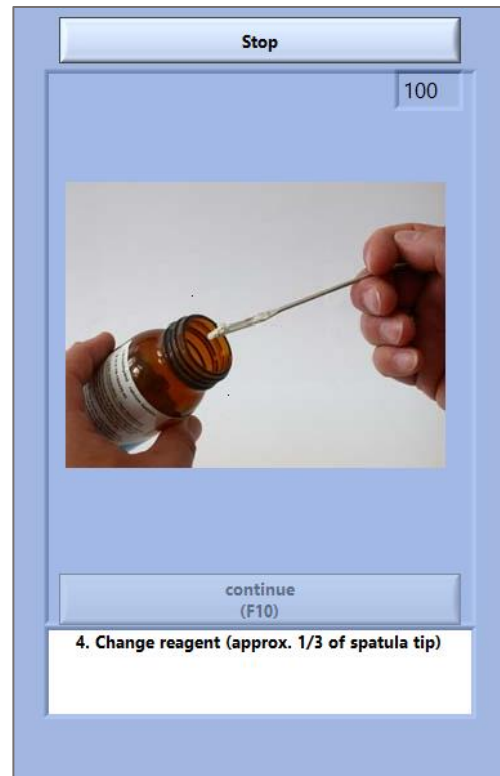 Stop
100
continue
(F10)
4. Change reagent (approx. 1/3 of spatula tip)